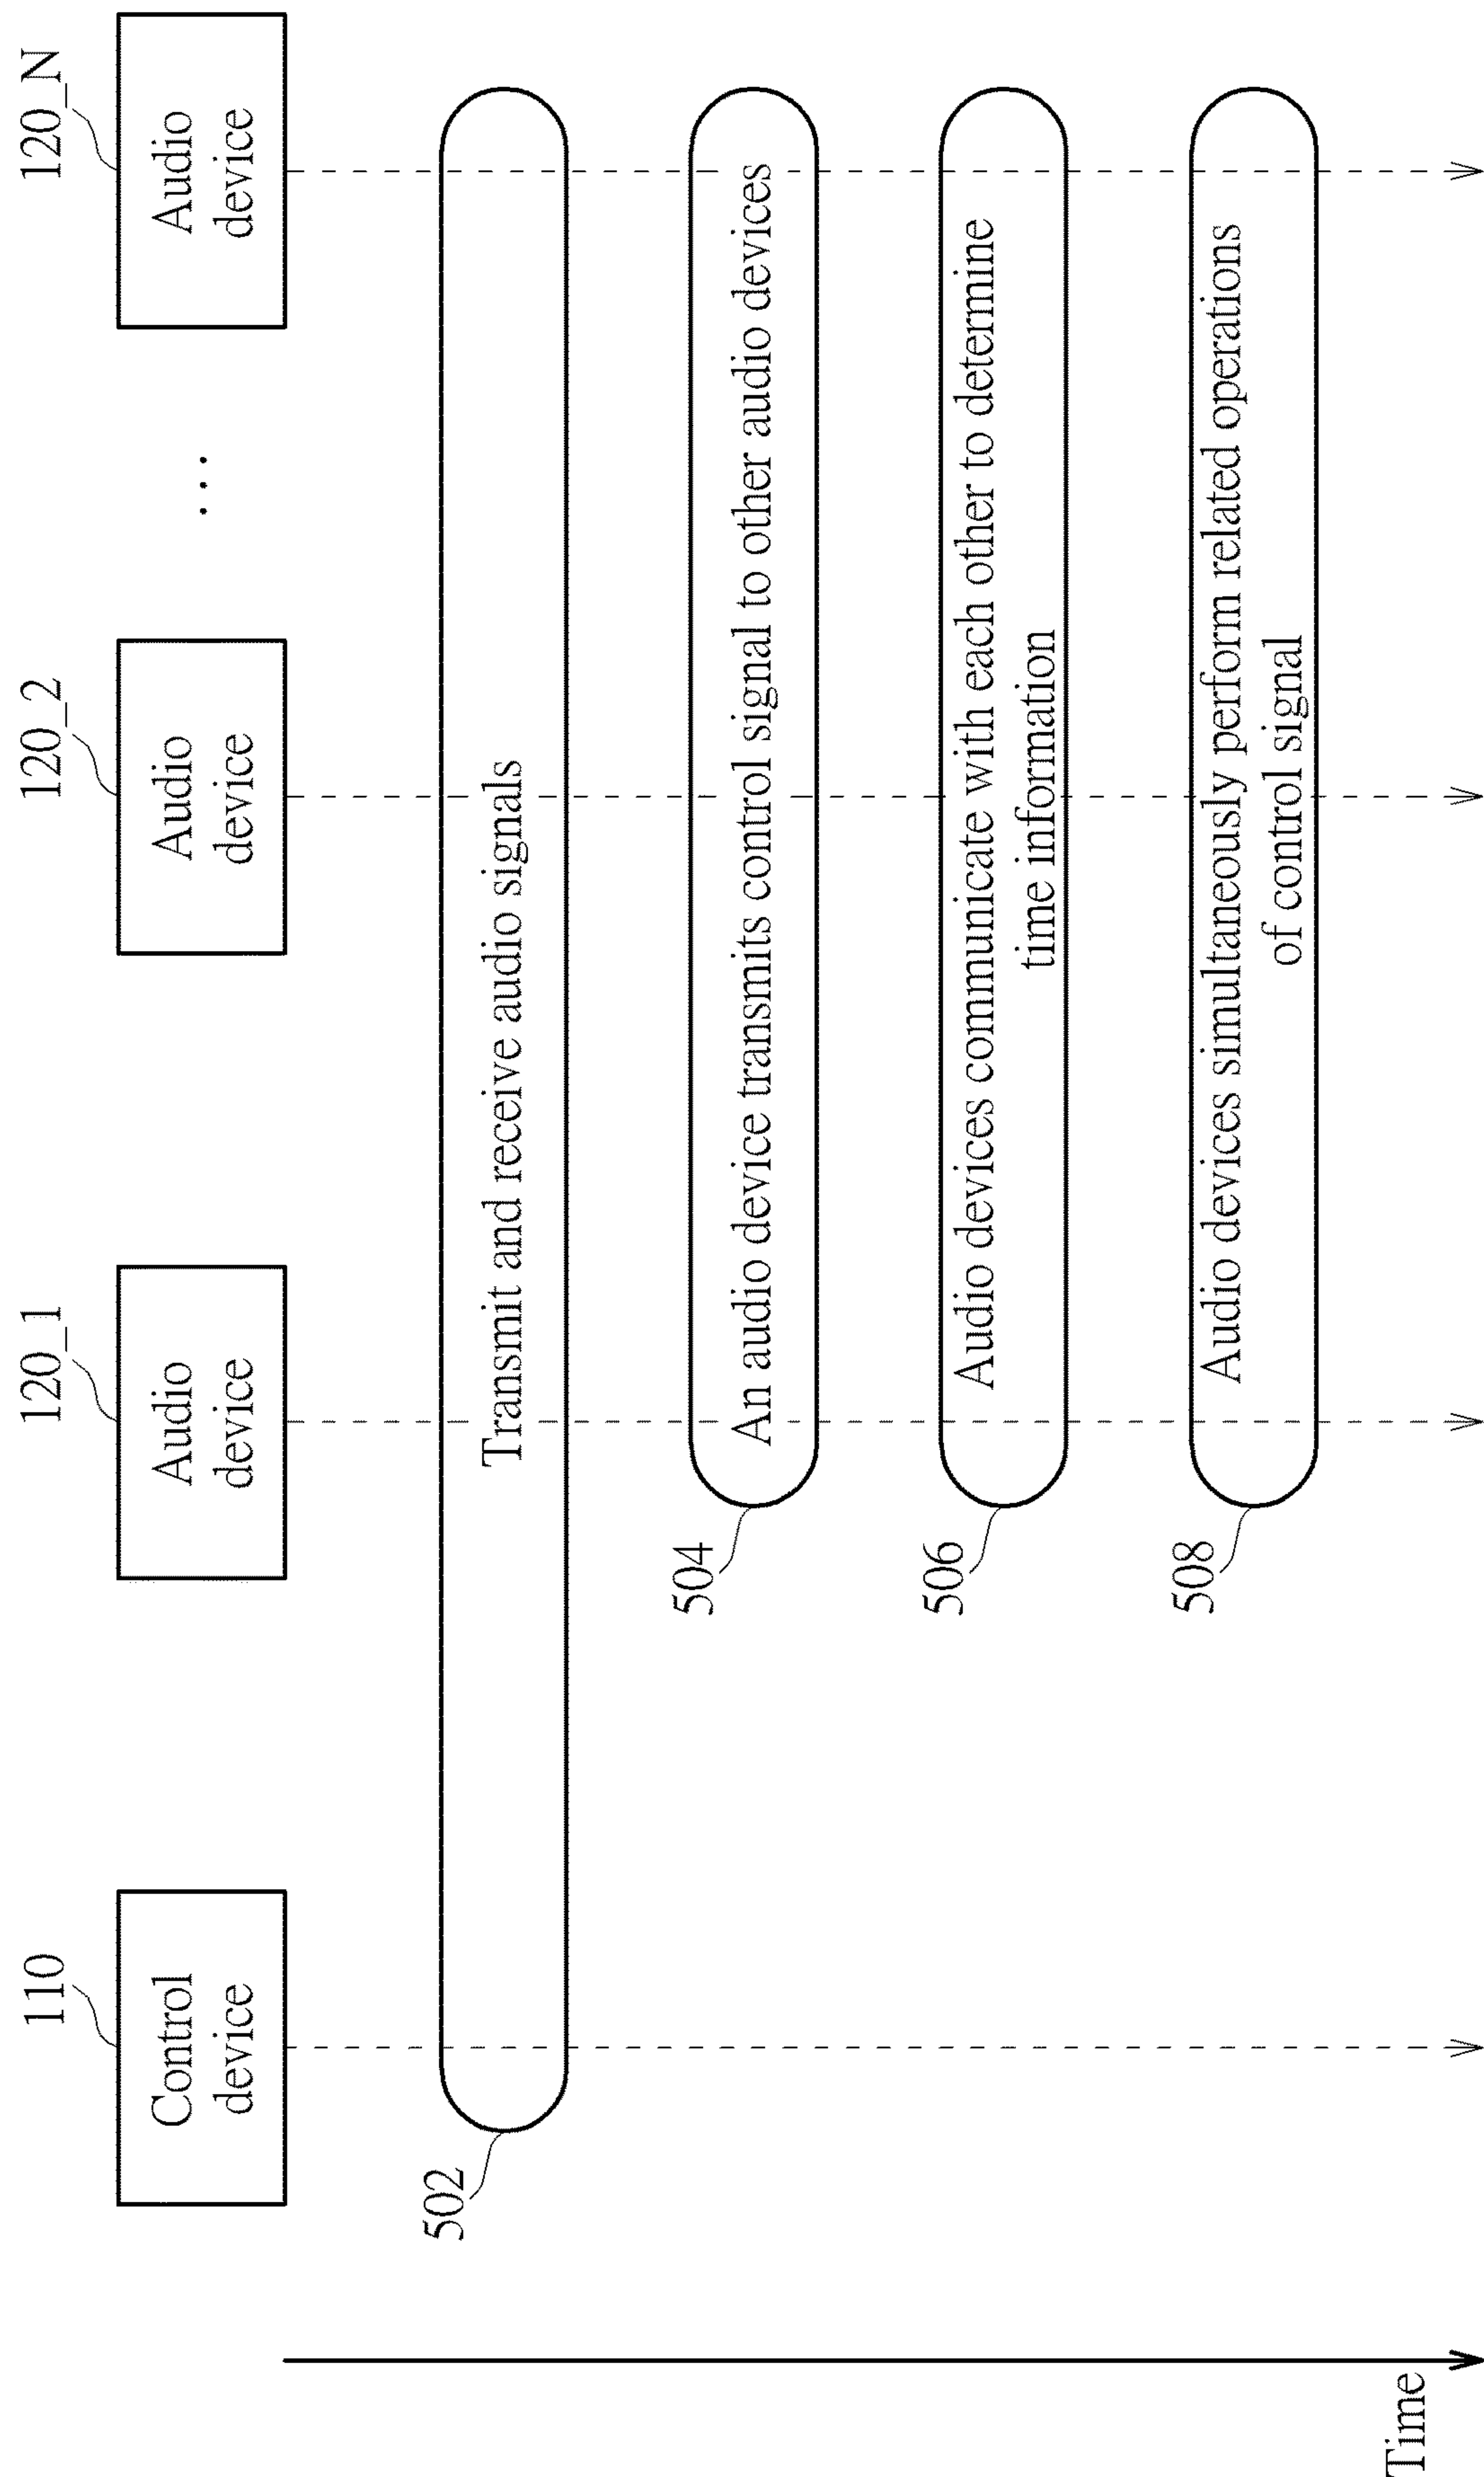 110
120_1
120_2
120_N
Control
device
Audio
device
Audio
device
...
Audio
device
502
Transmit and receive audio signals
504
An audio device transmits control signal to other audio devices
506
Audio devices communicate with each other to determine
time information
508
Audio devices simultaneously perform related operations
of control signal
Time